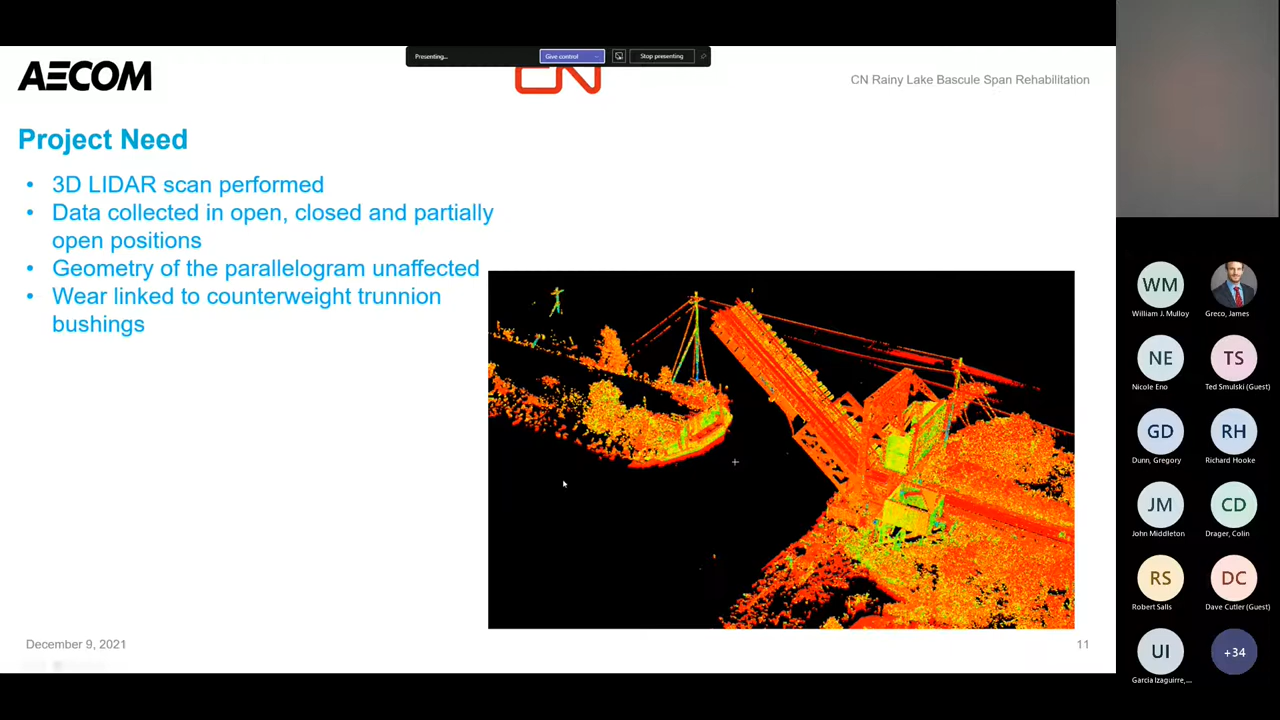 Presenting...
Give control
Stop presenting
AECOM
CN
CN Rainy Lake Bascule Span Rehabilitation
Project Need
• 3D LIDAR scan performed
• Data collected in open, closed and partially
open positions
• Geometry of the parallelogram unaffected
• Wear linked to counterweight trunnion
bushings
December 9, 2021
11
WM
William J. Mulloy
Greco, James
NE
Nicole Eno
TS
Ted Smulski (Guest)
GD
Dunn, Gregory
RH
Richard Hooke
JM
John Middleton
CD
Drager, Colin
RS
Robert Salls
DC
Dave Cutler (Guest)
UI
Garcia Izaguirre,...
+34